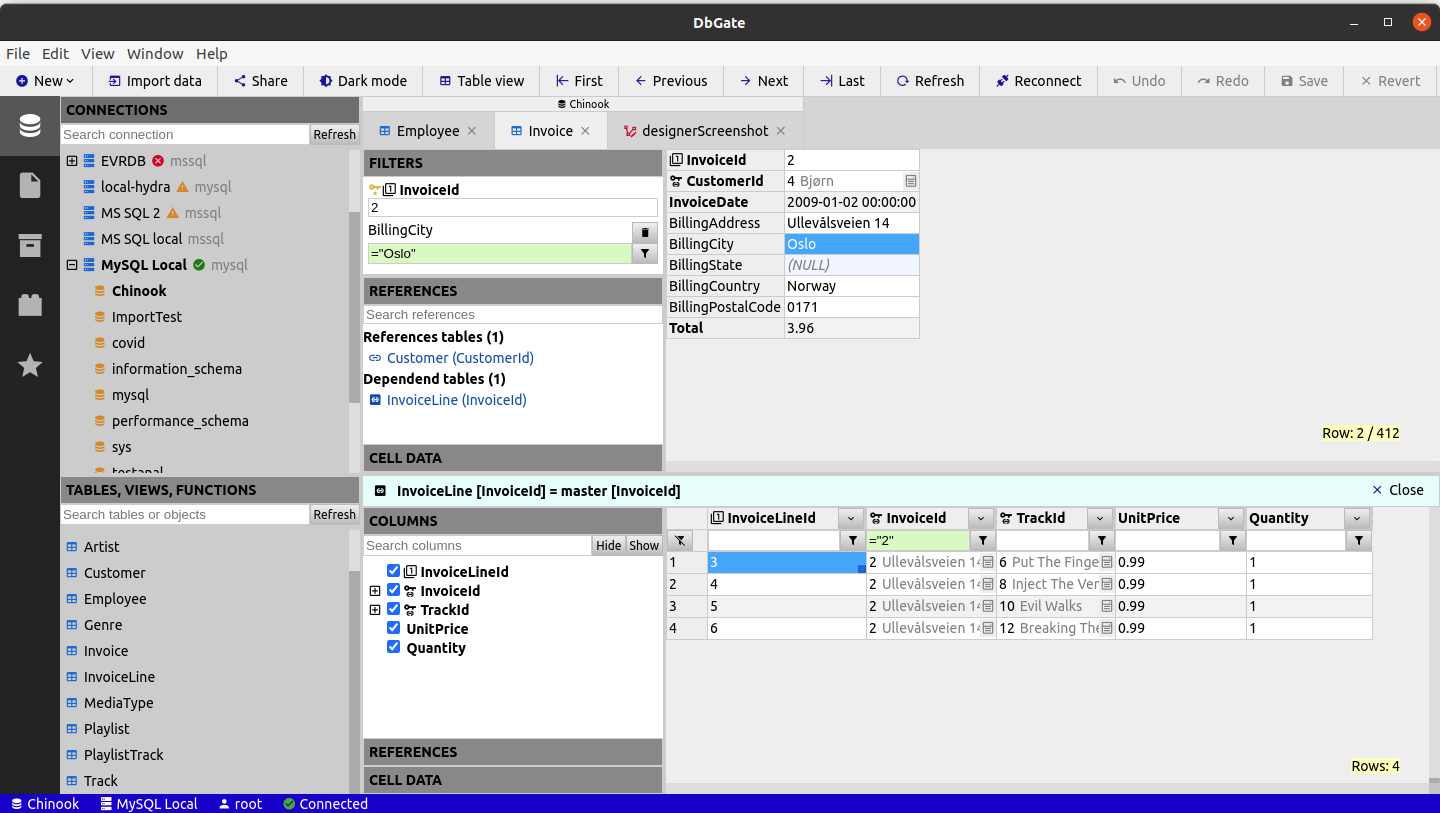 DbGate
File Edit View Window Help
New Import data Share Dark mode Table view First Previous Next Last Refresh Reconnect Undo Redo Save Revert
CONNECTIONS
Search connection Refresh
EVRDB mssql
local-hydra mysql
MS SQL 2 mssql
MS SQL local mssql
MySQL Local mysql
Chinook
ImportTest
covid
information_schema
mysql
performance_schema
sys
TABLES, VIEWS, FUNCTIONS
Search tables or objects Refresh
Artist
Customer
Employee
Genre
Invoice
InvoiceLine
MediaType
Playlist
PlaylistTrack
Track
Chinook
Employee Invoice designerScreenshot
FILTERS
InvoiceId
2
BillingCity
="Oslo"
REFERENCES
Search references
References tables (1)
Customer (CustomerId)
Dependend tables (1)
InvoiceLine (InvoiceId)
CELL DATA
InvoiceId 2
CustomerId 4 Bjørn
InvoiceDate 2009-01-02 00:00:00
BillingAddress Ullevålsveien 14
BillingCity Oslo
BillingState (NULL)
BillingCountry Norway
BillingPostalCode 0171
Total 3.96
Row: 2 / 412
InvoiceLine [InvoiceId] = master [InvoiceId] Close
COLUMNS
Search columns Hide Show
InvoiceLineId
InvoiceId
TrackId
UnitPrice
Quantity
REFERENCES
CELL DATA
InvoiceLineId InvoiceId TrackId UnitPrice Quantity
="2"
1 3 2 Ullevålsveien 14 6 Put The Finge 0.99 1
2 4 2 Ullevålsveien 14 8 Inject The Ver 0.99 1
3 5 2 Ullevålsveien 14 10 Evil Walks 0.99 1
4 6 2 Ullevålsveien 14 12 Breaking The 0.99 1
Rows: 4
Chinook MySQL Local root Connected